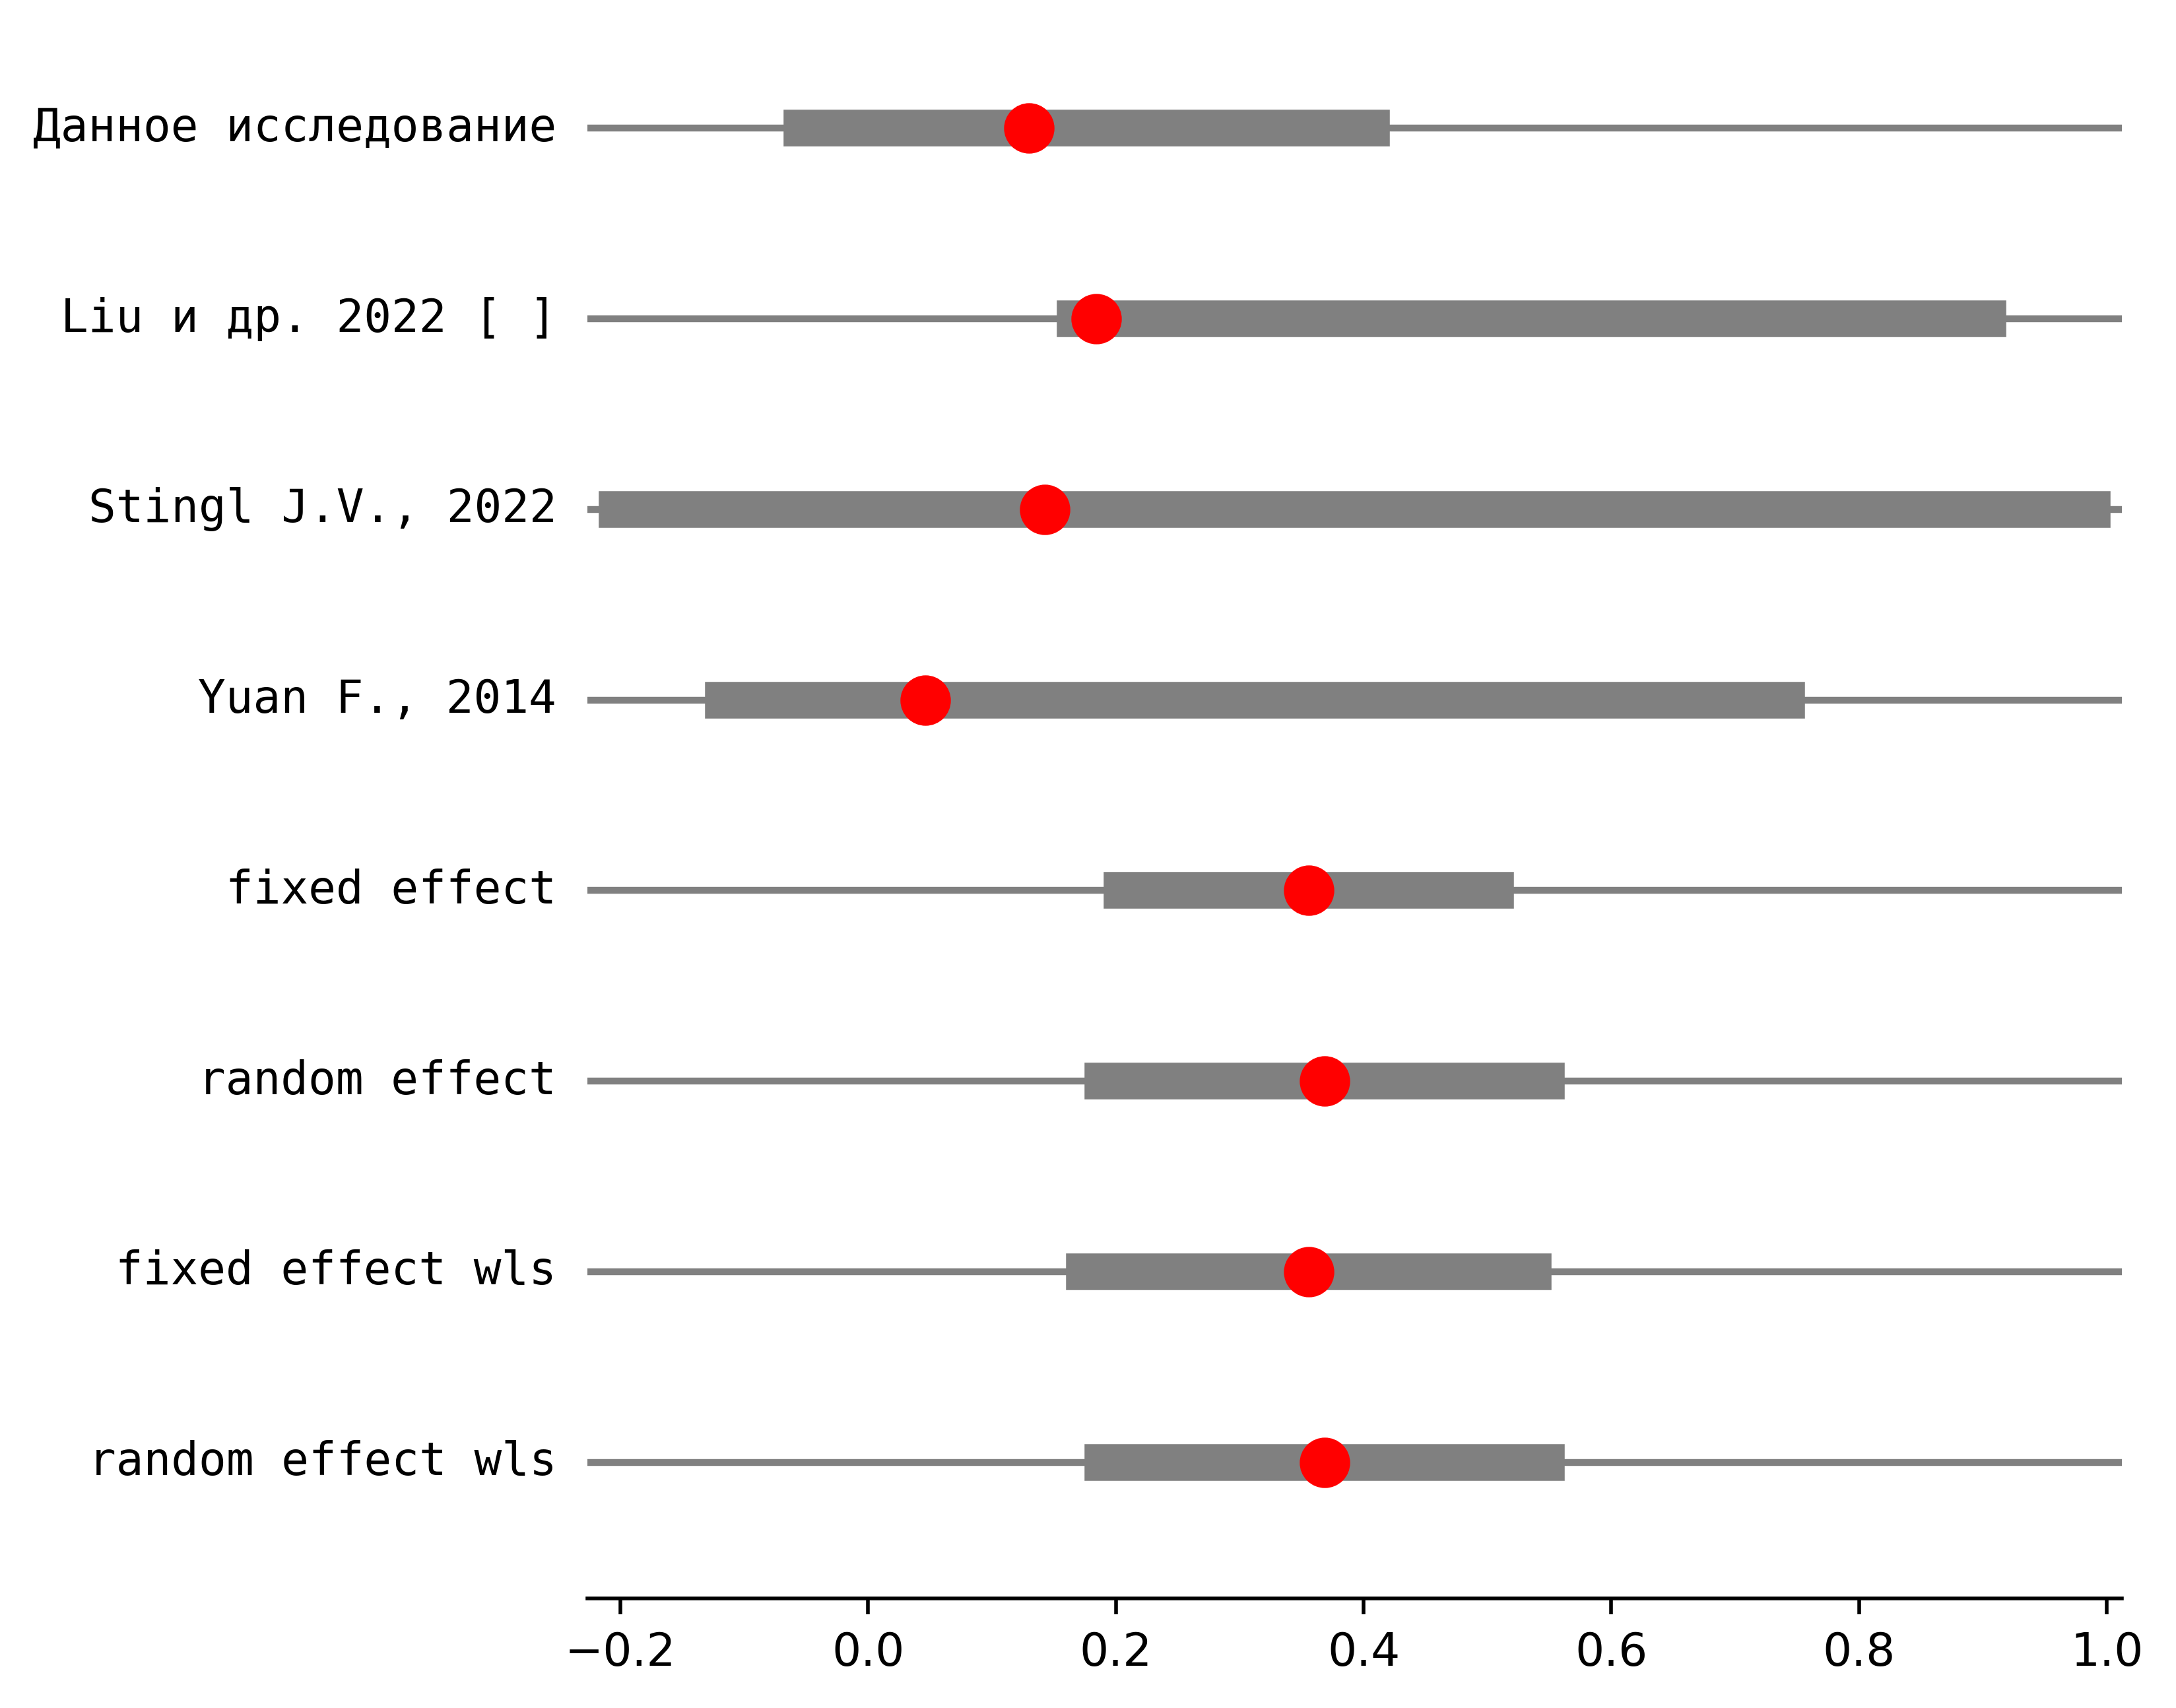 Данное исследование
Liu и др. 2022 [ ]
Stingl J.V., 2022
Yuan F., 2014
fixed effect
random effect
fixed effect wls
random effect wls
−0.2 0.0 0.2 0.4 0.6 0.8 1.0